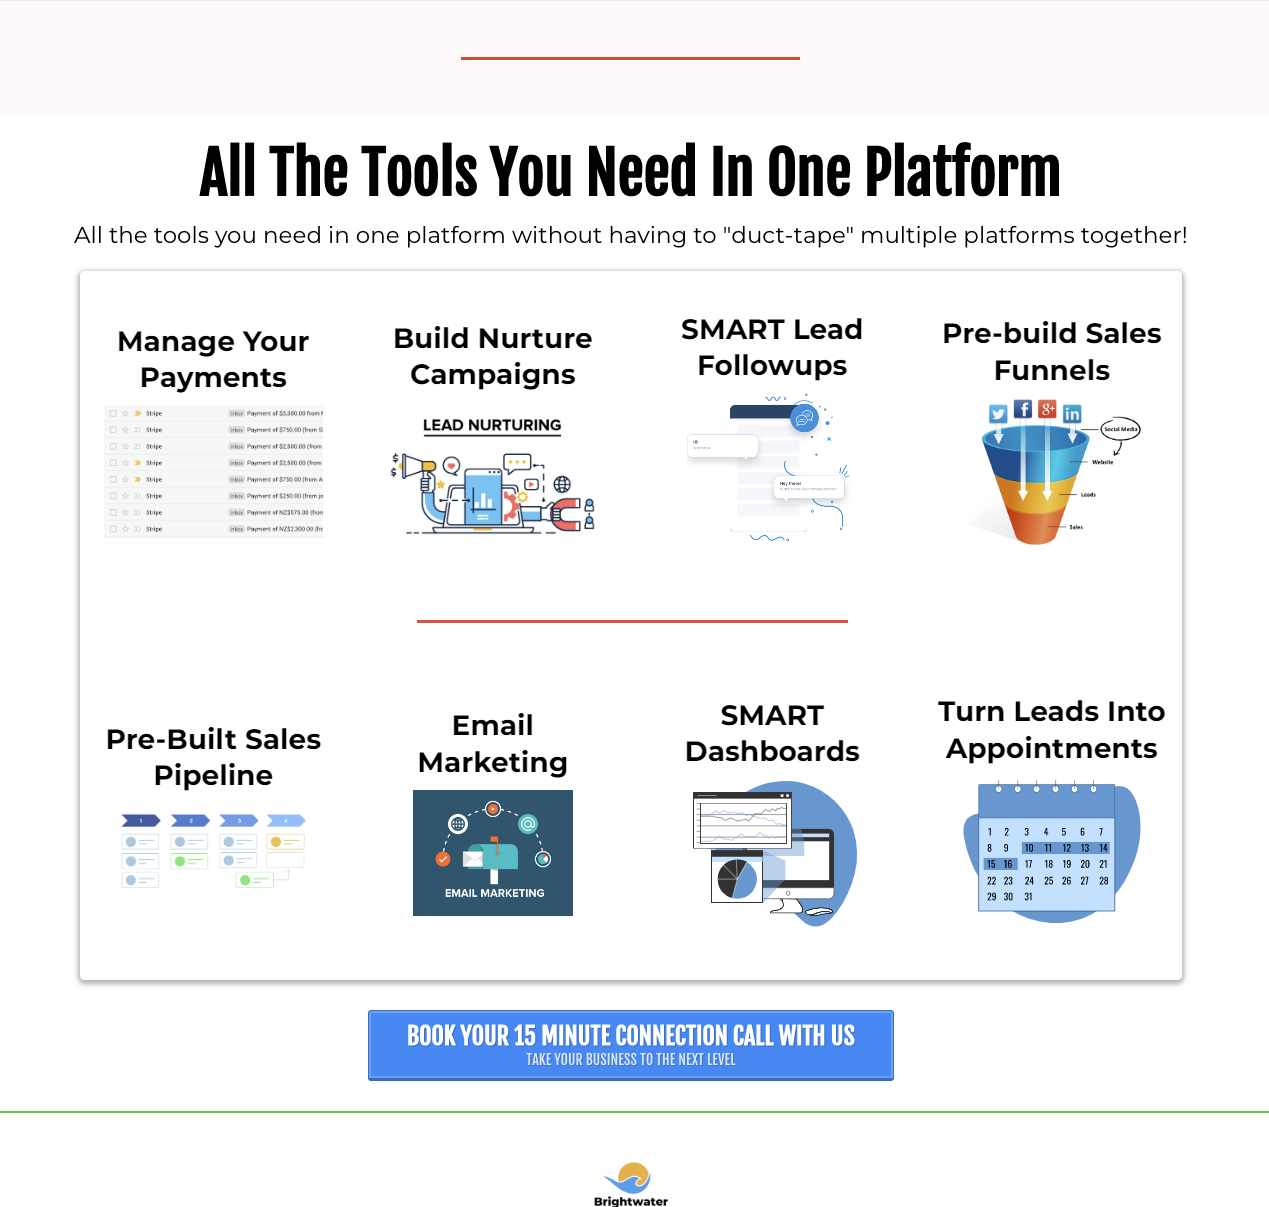 All The Tools You Need In One Platform
All the tools you need in one platform without having to "duct-tape" multiple platforms together!
Manage Your
Payments
Stripe Inbox Payment of $3,000.00 from
Stripe Inbox Payment of $750.00 (from
Stripe Inbox Payment of $2,500.00 (from
Stripe Inbox Payment of $2,500.00 (from
Stripe Inbox Payment of $750.00 (from A
Stripe Inbox Payment of $250.00 (from ja
Stripe Inbox Payment of NZ$575.00 (from
Stripe Inbox Payment of NZ$2,300.00 (fro
Build Nurture
Campaigns
LEAD NURTURING
SMART Lead
Followups
Hi
Hey there!
Pre-build Sales
Funnels
Social Media
Website
Leads
Sales
Pre-Built Sales
Pipeline
1 2 3 4
Email
Marketing
EMAIL MARKETING
SMART
Dashboards
Turn Leads Into
Appointments
1 2 3 4 5 6 7
8 9 10 11 12 13 14
15 16 17 18 19 20 21
22 23 24 25 26 27 28
29 30 31
BOOK YOUR 15 MINUTE CONNECTION CALL WITH US
TAKE YOUR BUSINESS TO THE NEXT LEVEL
Brightwater